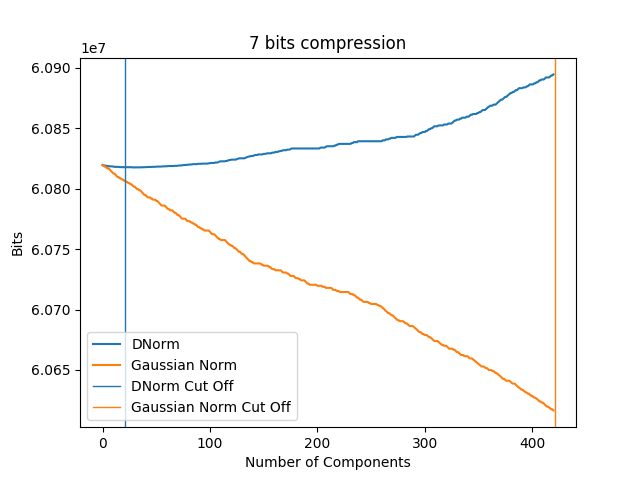 7 bits compression
1e7
6.090
6.085
6.080
6.075
6.070
6.065
Bits
DNorm
Gaussian Norm
DNorm Cut Off
Gaussian Norm Cut Off
0 100 200 300 400
Number of Components